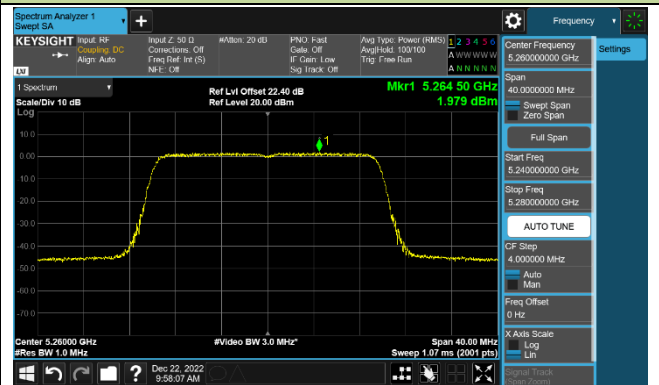 Spectrum Analyzer 1
Swept SA
Frequency
KEYSIGHT
Input: RF
Coupling: DC
Align: Auto
Input Z: 50 Ω
Corrections: Off
Freq Ref: Int (S)
NFE: Off
#Atten: 20 dB
PNO: Fast
Gate: Off
IF Gain: Low
Sig Track: Off
Avg Type: Power (RMS)
Avg|Hold: 100/100
Trig: Free Run
1 2 3 4 5 6
A W W W W W
A N N N N N
LXI
1 Spectrum
Scale/Div 10 dB
Log
Ref Lvl Offset 22.40 dB
Ref Level 20.00 dBm
Mkr1 5.264 50 GHz
1.979 dBm
10.0
0.00
-10.0
-20.0
-30.0
-40.0
-50.0
-60.0
-70.0
1
Center 5.26000 GHz
#Res BW 1.0 MHz
#Video BW 3.0 MHz*
Span 40.00 MHz
Sweep 1.07 ms (2001 pts)
Dec 22, 2022
9:58:07 AM
Center Frequency
5.260000000 GHz
Settings
Span
40.0000000 MHz
Swept Span
Zero Span
Full Span
Start Freq
5.240000000 GHz
Stop Freq
5.280000000 GHz
AUTO TUNE
CF Step
4.000000 MHz
Auto
Man
Freq Offset
0 Hz
X Axis Scale
Log
Lin
Signal Track
(Span Zoom)